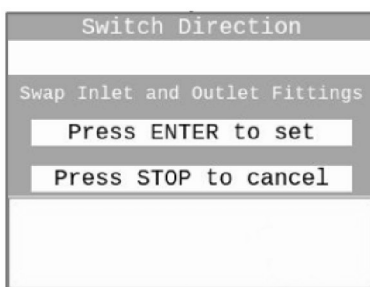 Switch Direction
Swap Inlet and Outlet Fittings
Press ENTER to set
Press STOP to cancel